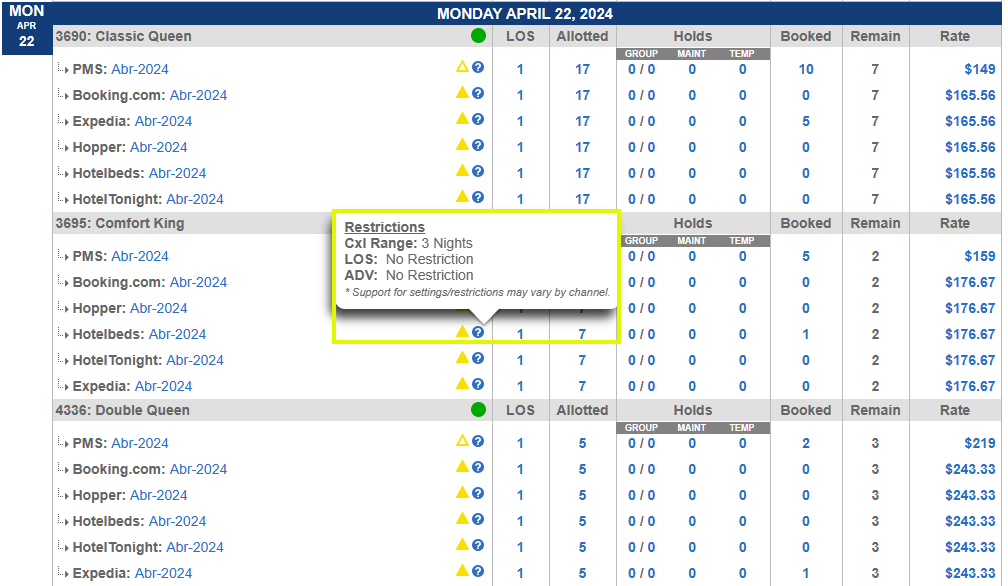 MON
APR
22
MONDAY APRIL 22, 2024
3690: Classic Queen LOS Allotted Holds Booked Remain Rate
GROUP MAINT TEMP
PMS: Abr-2024 ? 1 17 0 / 0 0 0 10 7 $149
Booking.com: Abr-2024 ? 1 17 0 / 0 0 0 0 7 $165.56
Expedia: Abr-2024 ? 1 17 0 / 0 0 0 5 7 $165.56
Hopper: Abr-2024 ? 1 17 0 / 0 0 0 0 7 $165.56
Hotelbeds: Abr-2024 ? 1 17 0 / 0 0 0 0 7 $165.56
HotelTonight: Abr-2024 ? 1 17 0 / 0 0 0 0 7 $165.56
3695: Comfort King Holds Booked Remain Rate
GROUP MAINT TEMP
Restrictions
Cxl Range: 3 Nights
LOS: No Restriction
ADV: No Restriction
* Support for settings/restrictions may vary by channel.
PMS: Abr-2024 0 / 0 0 0 5 2 $159
Booking.com: Abr-2024 0 / 0 0 0 0 2 $176.67
Hopper: Abr-2024 0 / 0 0 0 0 2 $176.67
Hotelbeds: Abr-2024 ? 1 7 0 / 0 0 0 1 2 $176.67
HotelTonight: Abr-2024 ? 1 7 0 / 0 0 0 0 2 $176.67
Expedia: Abr-2024 ? 1 7 0 / 0 0 0 0 2 $176.67
4336: Double Queen LOS Allotted Holds Booked Remain Rate
GROUP MAINT TEMP
PMS: Abr-2024 ? 1 5 0 / 0 0 0 2 3 $219
Booking.com: Abr-2024 ? 1 5 0 / 0 0 0 0 3 $243.33
Hopper: Abr-2024 ? 1 5 0 / 0 0 0 0 3 $243.33
Hotelbeds: Abr-2024 ? 1 5 0 / 0 0 0 0 3 $243.33
HotelTonight: Abr-2024 ? 1 5 0 / 0 0 0 0 3 $243.33
Expedia: Abr-2024 ? 1 5 0 / 0 0 0 1 3 $243.33